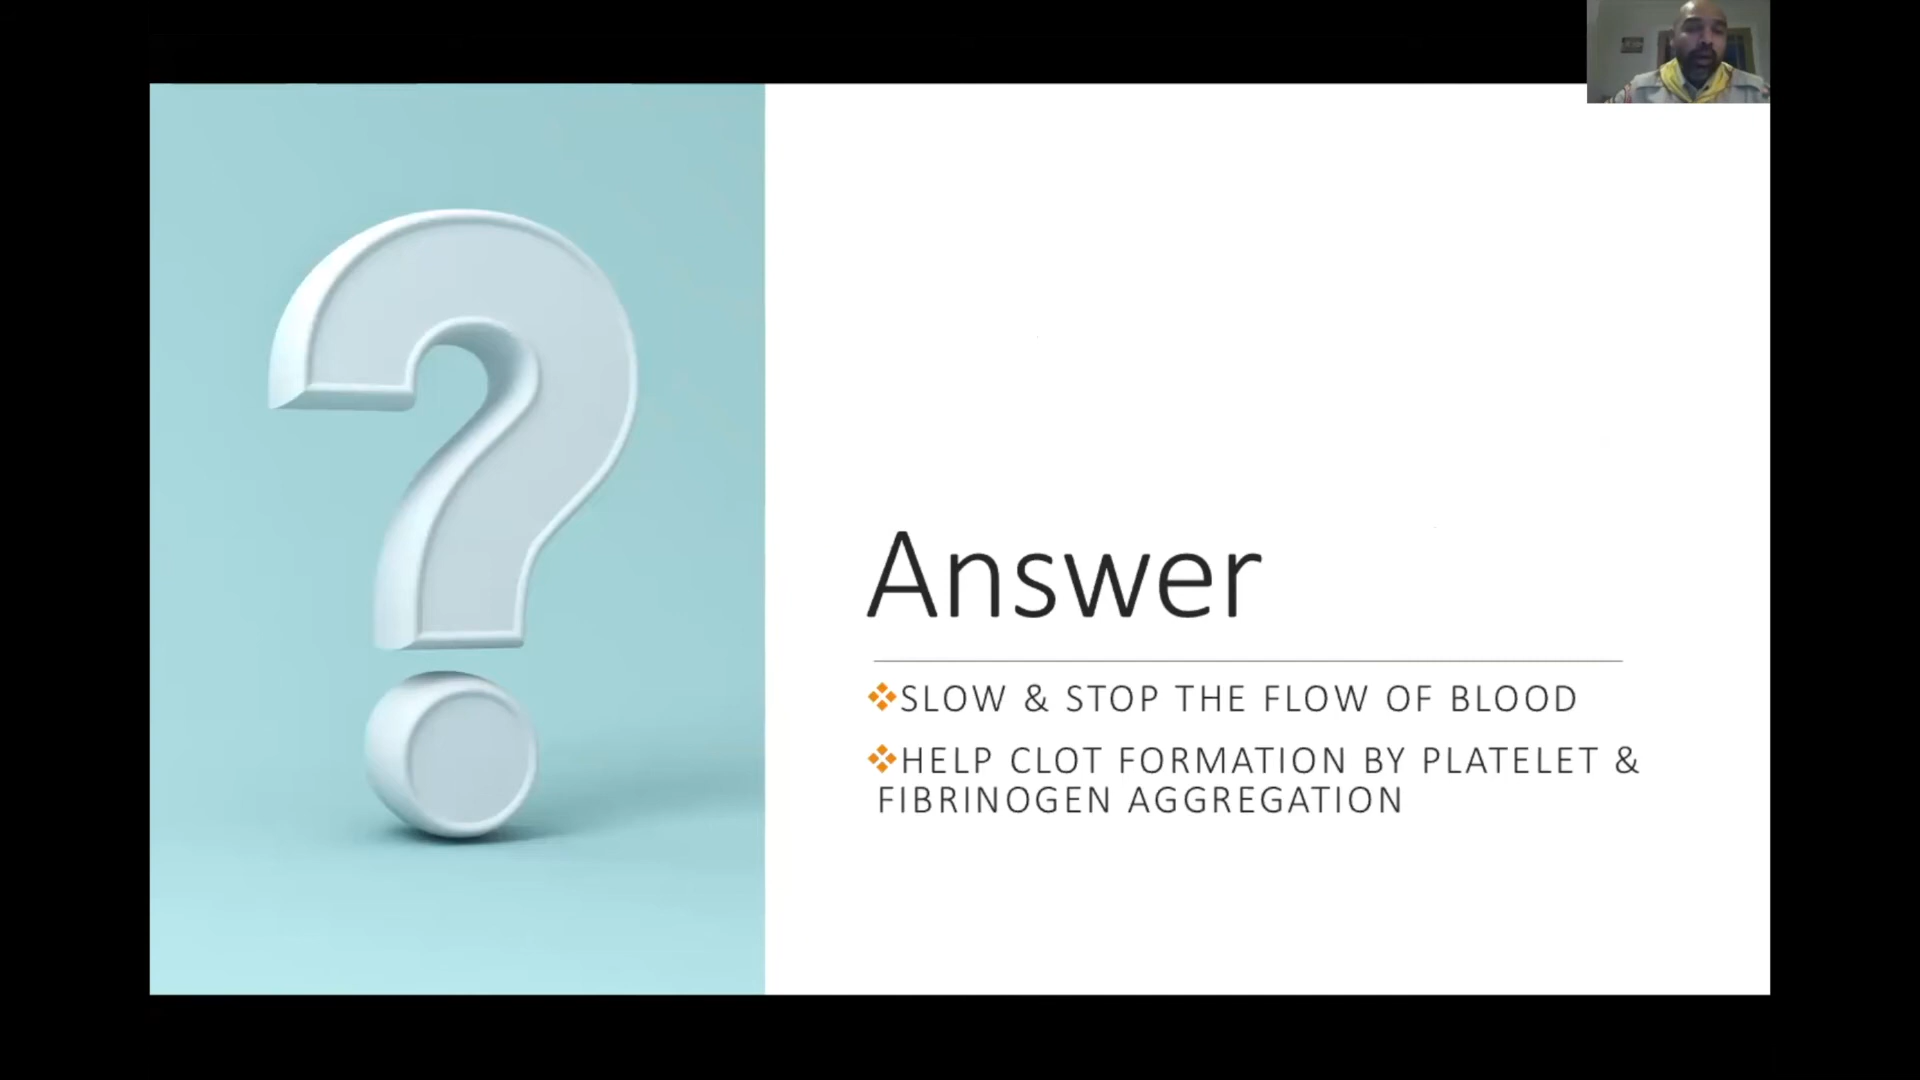 Answer
SLOW & STOP THE FLOW OF BLOOD
HELP CLOT FORMATION BY PLATELET &
FIBRINOGEN AGGREGATION